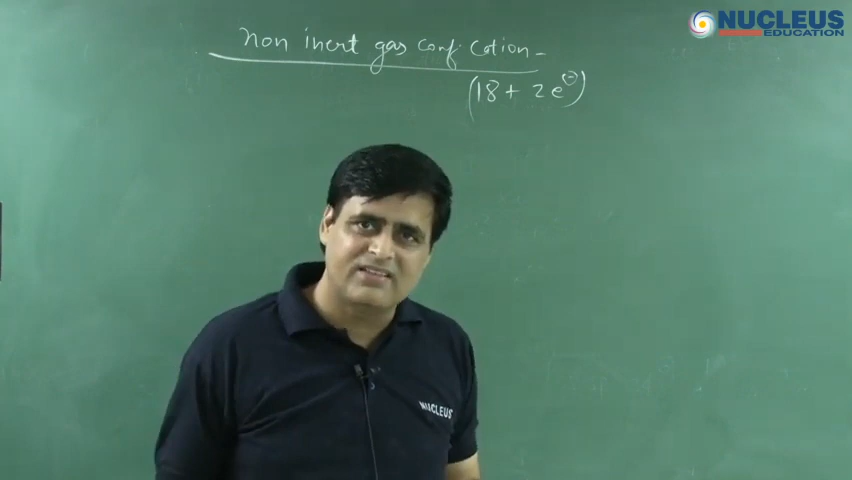 NUCLEUS
EDUCATION
non inert gas conf. cation -
(18 + 2e⊖)
NUCLEUS